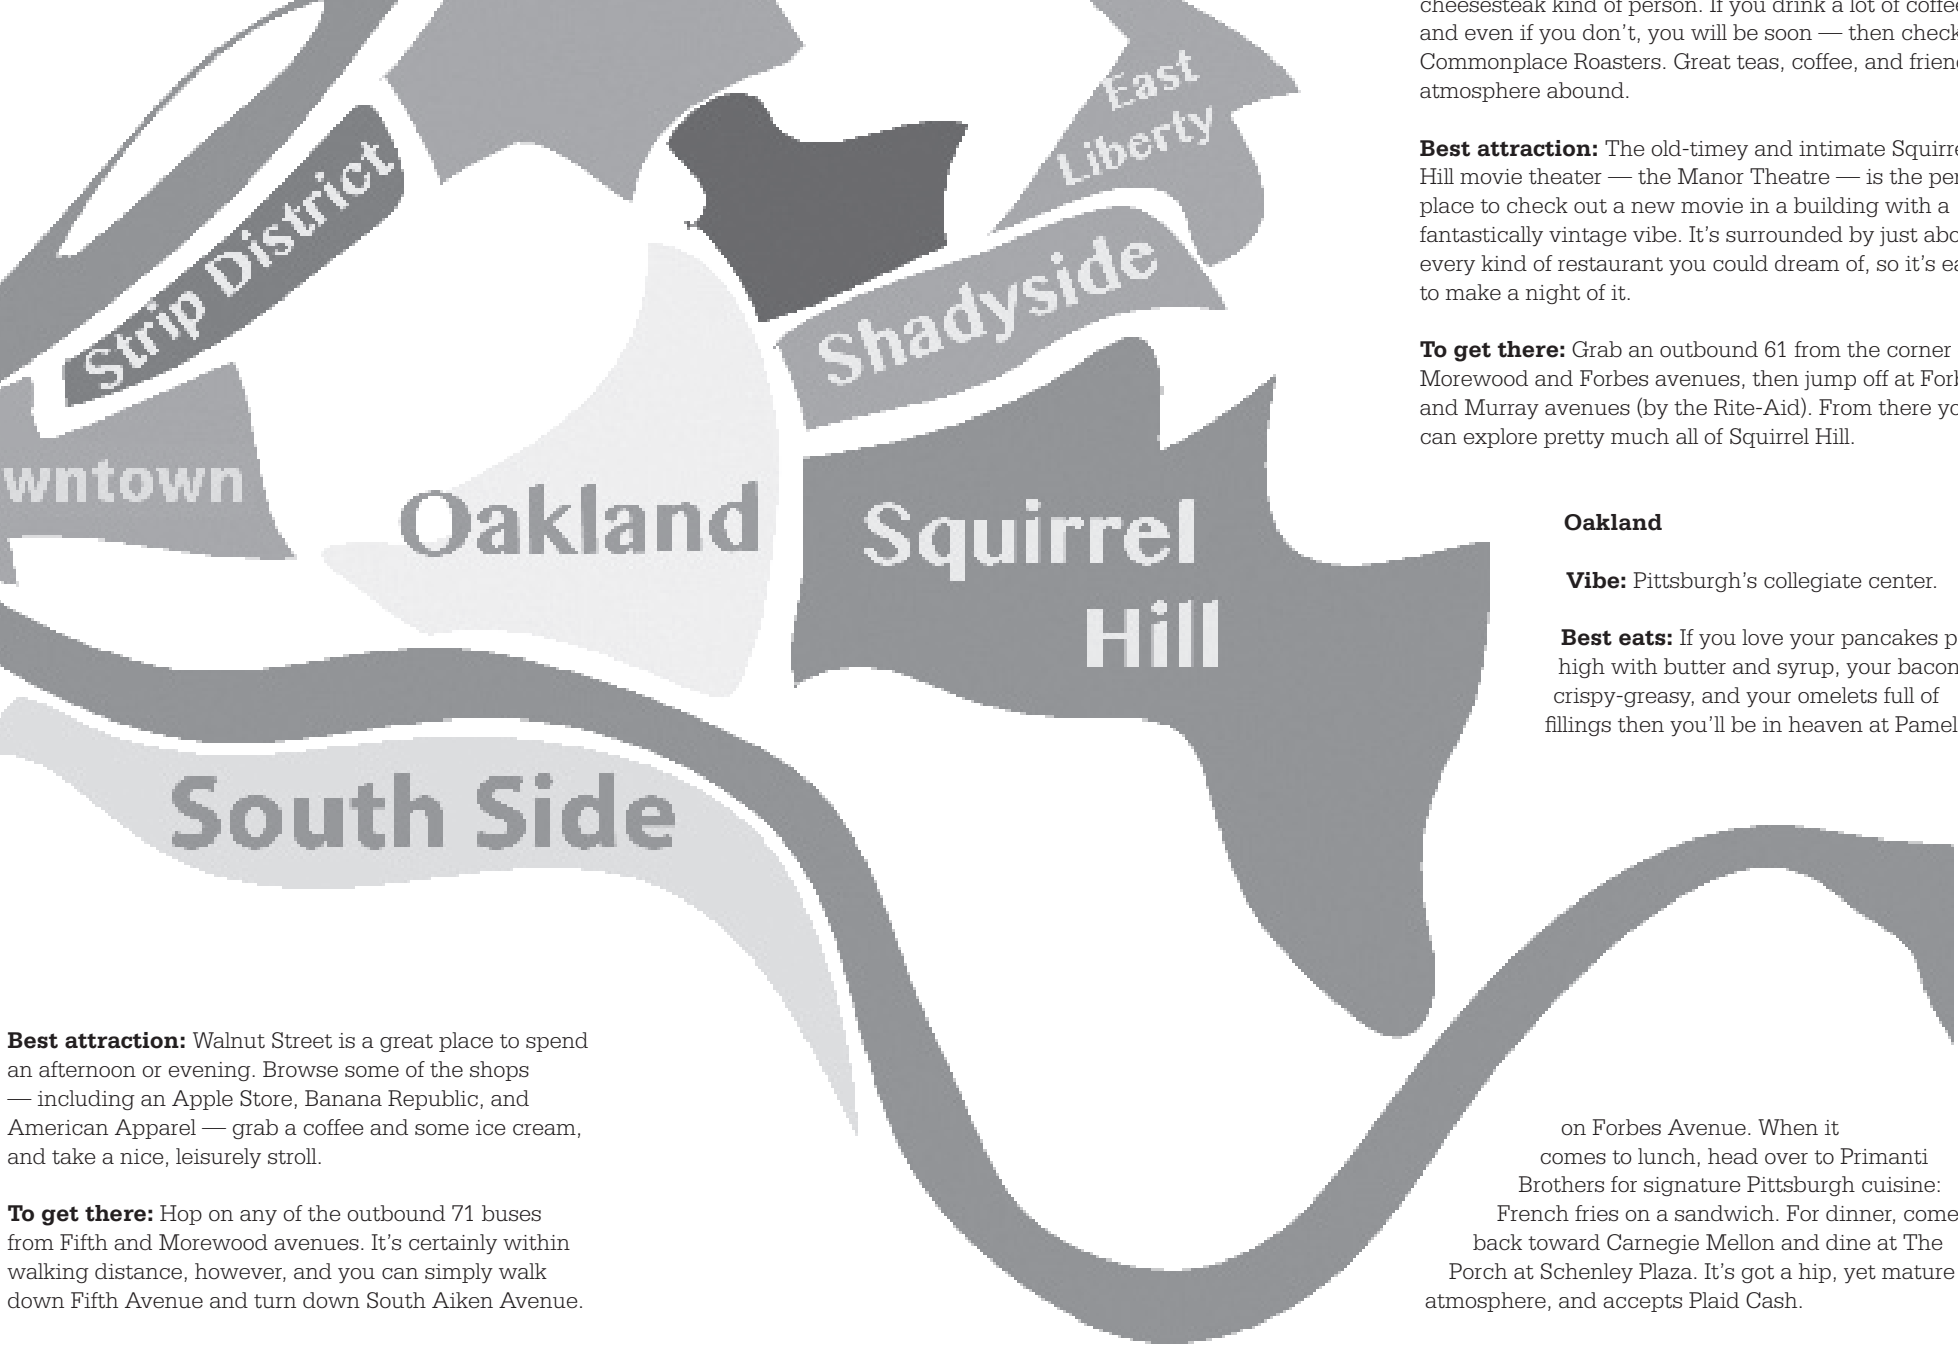 cheesesteak kind of person. If you drink a lot of coffee
and even if you don't, you will be soon — then check
Commonplace Roasters. Great teas, coffee, and
atmosphere abound.
Best attraction: The old-timey and intimate
Hill movie theater — the Manor Theatre — is the
place to check out a new movie in a building with a
fantastically vintage vibe. It's surrounded by just
every kind of restaurant you could dream of, so it's
to make a night of it.
To get there: Grab an outbound 61 from the corner
Morewood and Forbes avenues, then jump off at
and Murray avenues (by the Rite-Aid). From there
can explore pretty much all of Squirrel Hill.
East
Liberty
Strip District
Shadyside
wntown
Oakland
Squirrel
Hill
South Side
Oakland
Vibe: Pittsburgh's collegiate center.
Best eats: If you love your pancakes
high with butter and syrup, your bacon
crispy-greasy, and your omelets full of
fillings then you'll be in heaven at Pamel
on Forbes Avenue. When it
comes to lunch, head over to Primanti
Brothers for signature Pittsburgh cuisine:
French fries on a sandwich. For dinner, come
back toward Carnegie Mellon and dine at The
Porch at Schenley Plaza. It's got a hip, yet mature
atmosphere, and accepts Plaid Cash.
Best attraction: Walnut Street is a great place to spend
an afternoon or evening. Browse some of the shops
— including an Apple Store, Banana Republic, and
American Apparel — grab a coffee and some ice cream,
and take a nice, leisurely stroll.
To get there: Hop on any of the outbound 71 buses
from Fifth and Morewood avenues. It's certainly within
walking distance, however, and you can simply walk
down Fifth Avenue and turn down South Aiken Avenue.